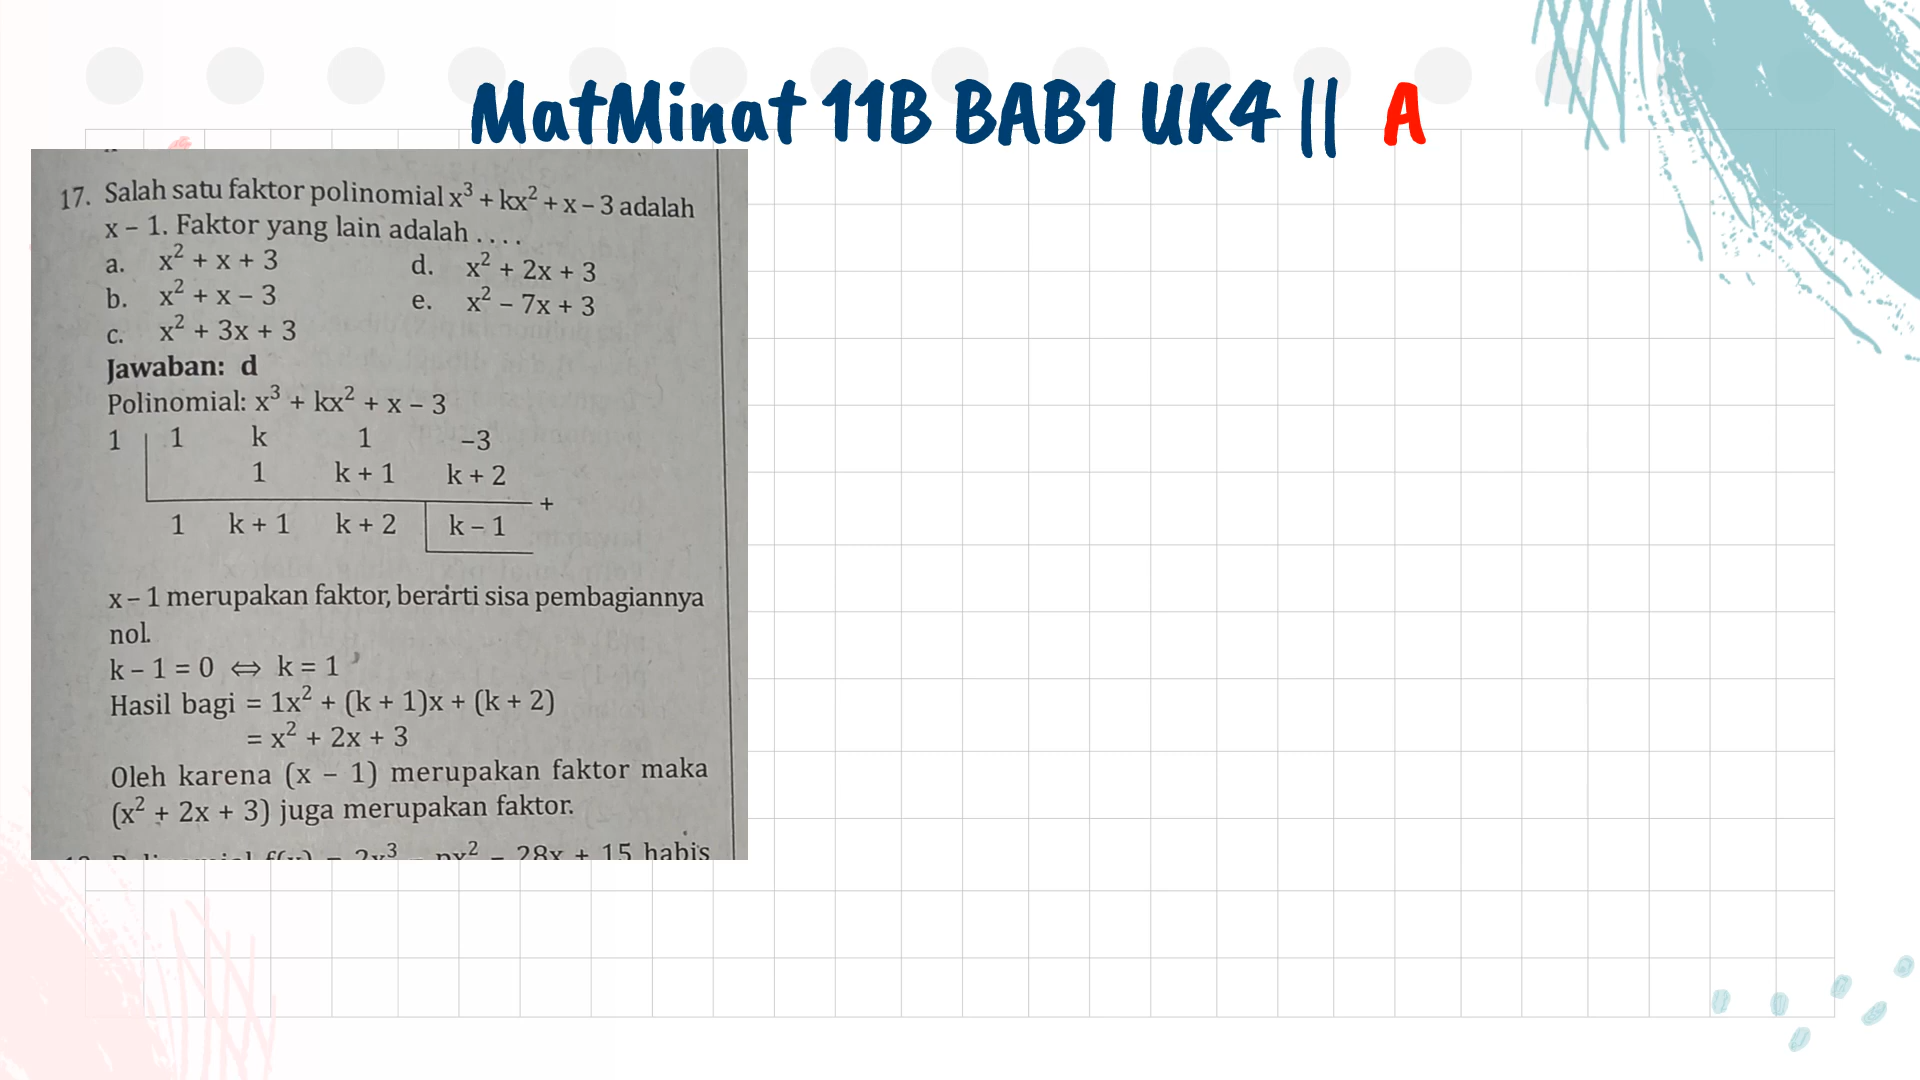 MatMinat 11B BAB1 UK4 || A
17. Salah satu faktor polinomial x³ + kx² + x – 3 adalah
x – 1. Faktor yang lain adalah . . . .
a. x² + x + 3 d. x² + 2x + 3
b. x² + x – 3 e. x² – 7x + 3
c. x² + 3x + 3
Jawaban: d
Polinomial: x³ + kx² + x – 3
1 1 k 1 –3
1 k + 1 k + 2
+
1 k + 1 k + 2 k – 1
x – 1 merupakan faktor, berarti sisa pembagiannya
nol.
k – 1 = 0 ⇔ k = 1
Hasil bagi = 1x² + (k + 1)x + (k + 2)
= x² + 2x + 3
Oleh karena (x – 1) merupakan faktor maka
(x² + 2x + 3) juga merupakan faktor.
28x + 15 habis